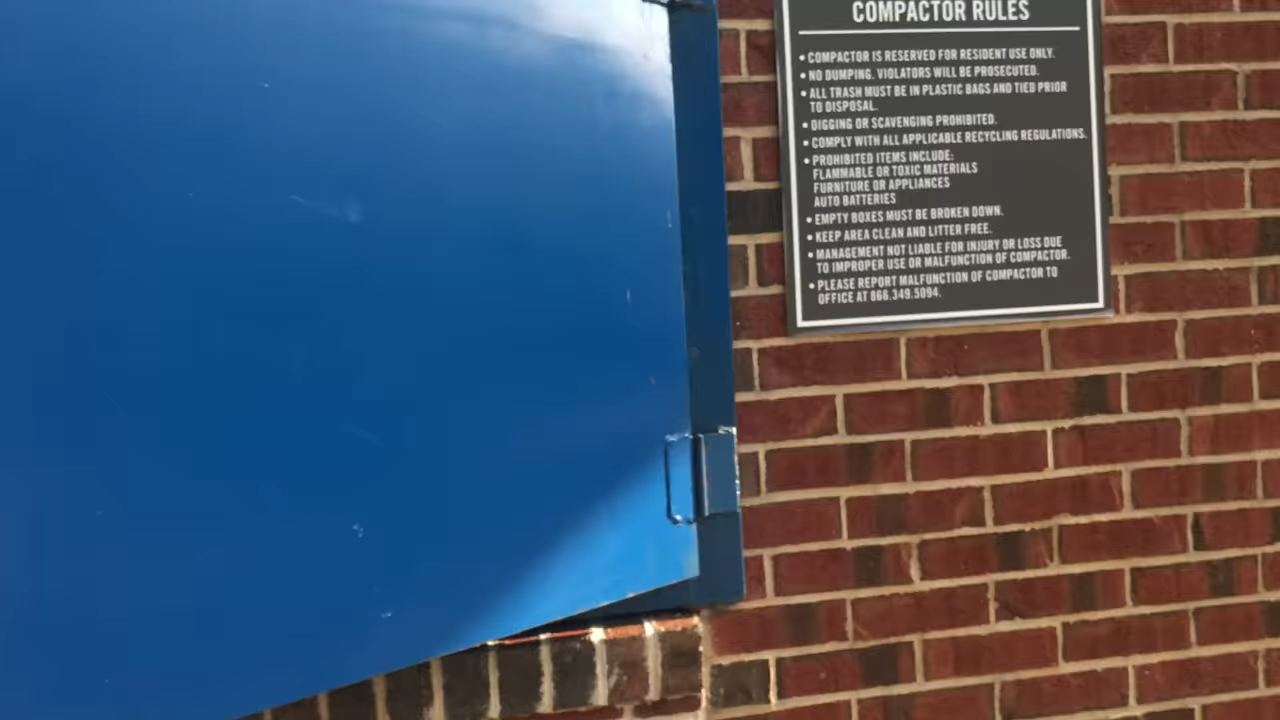 COMPACTOR RULES
• COMPACTOR IS RESERVED FOR RESIDENT USE ONLY.
• NO DUMPING. VIOLATORS WILL BE PROSECUTED.
• ALL TRASH MUST BE IN PLASTIC BAGS AND TIED PRIOR
TO DISPOSAL.
• DIGGING OR SCAVENGING PROHIBITED.
• COMPLY WITH ALL APPLICABLE RECYCLING REGULATIONS.
• PROHIBITED ITEMS INCLUDE:
FLAMMABLE OR TOXIC MATERIALS
FURNITURE OR APPLIANCES
AUTO BATTERIES
• EMPTY BOXES MUST BE BROKEN DOWN.
• KEEP AREA CLEAN AND LITTER FREE.
• MANAGEMENT NOT LIABLE FOR INJURY OR LOSS DUE
TO IMPROPER USE OR MALFUNCTION OF COMPACTOR.
• PLEASE REPORT MALFUNCTION OF COMPACTOR TO
OFFICE AT 866.349.5094.